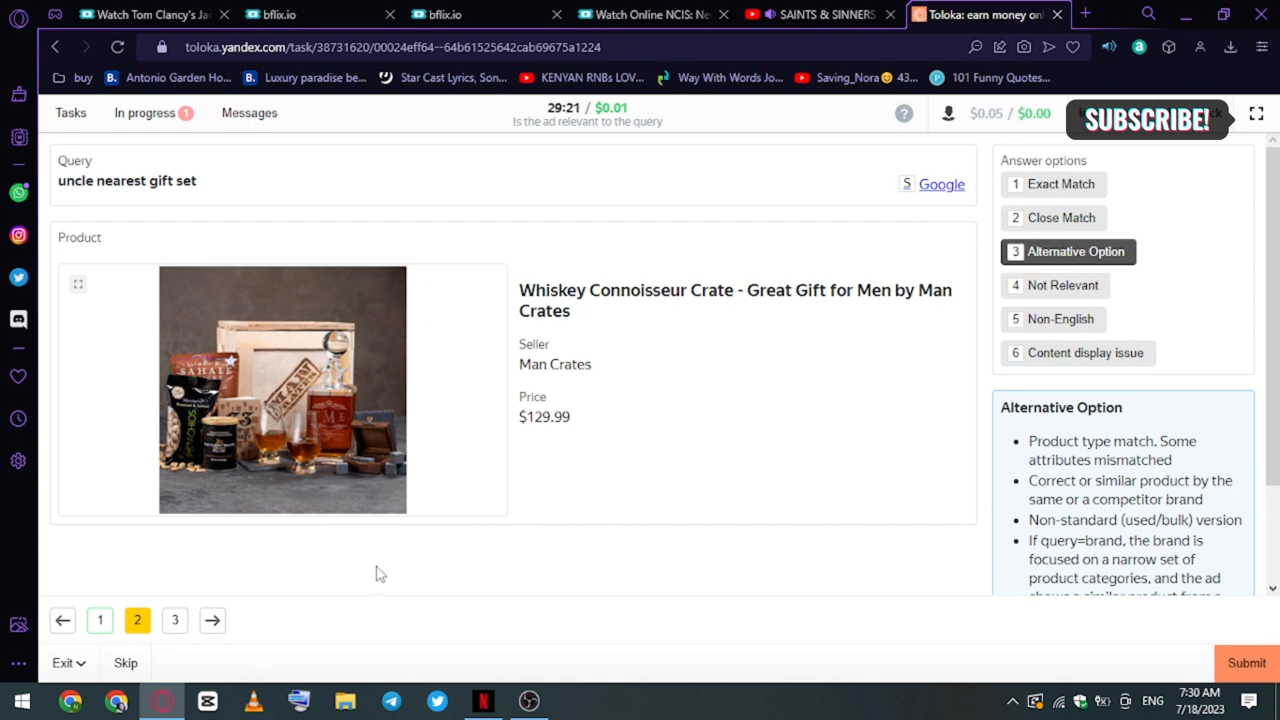 Watch Tom Clancy's Ja
bflix.io
bflix.io
Watch Online NCIS: Ne
SAINTS & SINNERS
Toloka: earn money onl
toloka.yandex.com/task/38731620/00024eff64--64b61525642cab69675a1224
buy
Antonio Garden Ho...
Luxury paradise be...
Star Cast Lyrics, Son...
KENYAN RNBs LOV...
Way With Words Jo...
Saving_Nora😊 43...
101 Funny Quotes...
Tasks
In progress 1
Messages
29:21 / $0.01
Is the ad relevant to the query
$0.05 / $0.00
SUBSCRIBE!
Query
uncle nearest gift set
S Google
Product
SAHALE
PISTACHIOS
MAN CRATES
3
ME
Whiskey Connoisseur Crate - Great Gift for Men by Man
Crates
Seller
Man Crates
Price
$129.99
Answer options
1 Exact Match
2 Close Match
3 Alternative Option
4 Not Relevant
5 Non-English
6 Content display issue
Alternative Option
Product type match. Some
attributes mismatched
Correct or similar product by the
same or a competitor brand
Non-standard (used/bulk) version
If query=brand, the brand is
focused on a narrow set of
product categories, and the ad
1
2
3
Exit
Skip
Submit
ENG
7:30 AM
7/18/2023